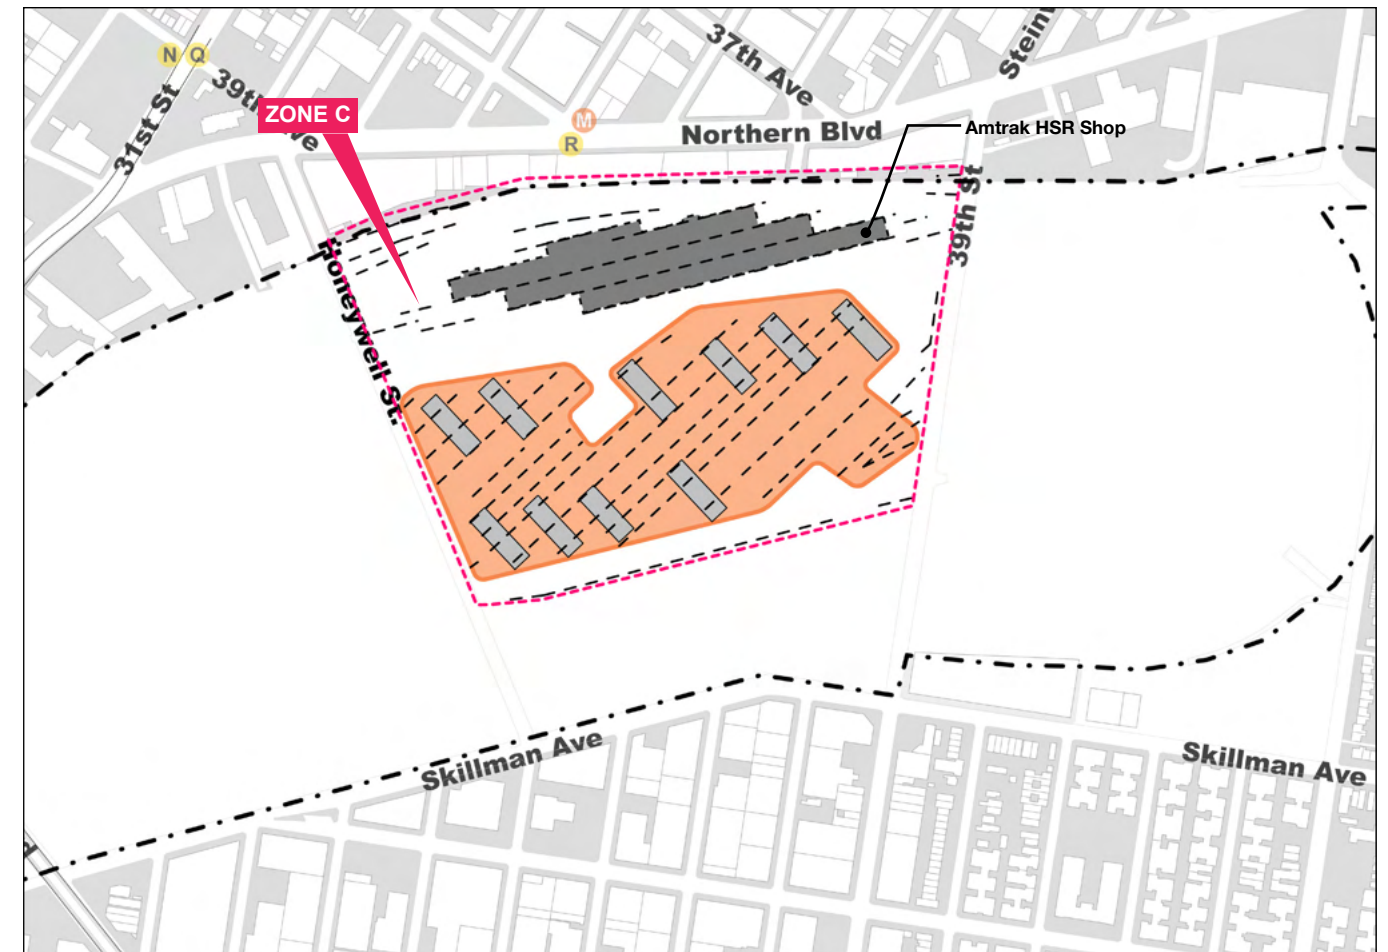 N Q
39th Ave
31st St
ZONE C
37th Ave
M
R
Northern Blvd
Amtrak HSR Shop
39th St
Honeywell St.
Skillman Ave
Skillman Ave